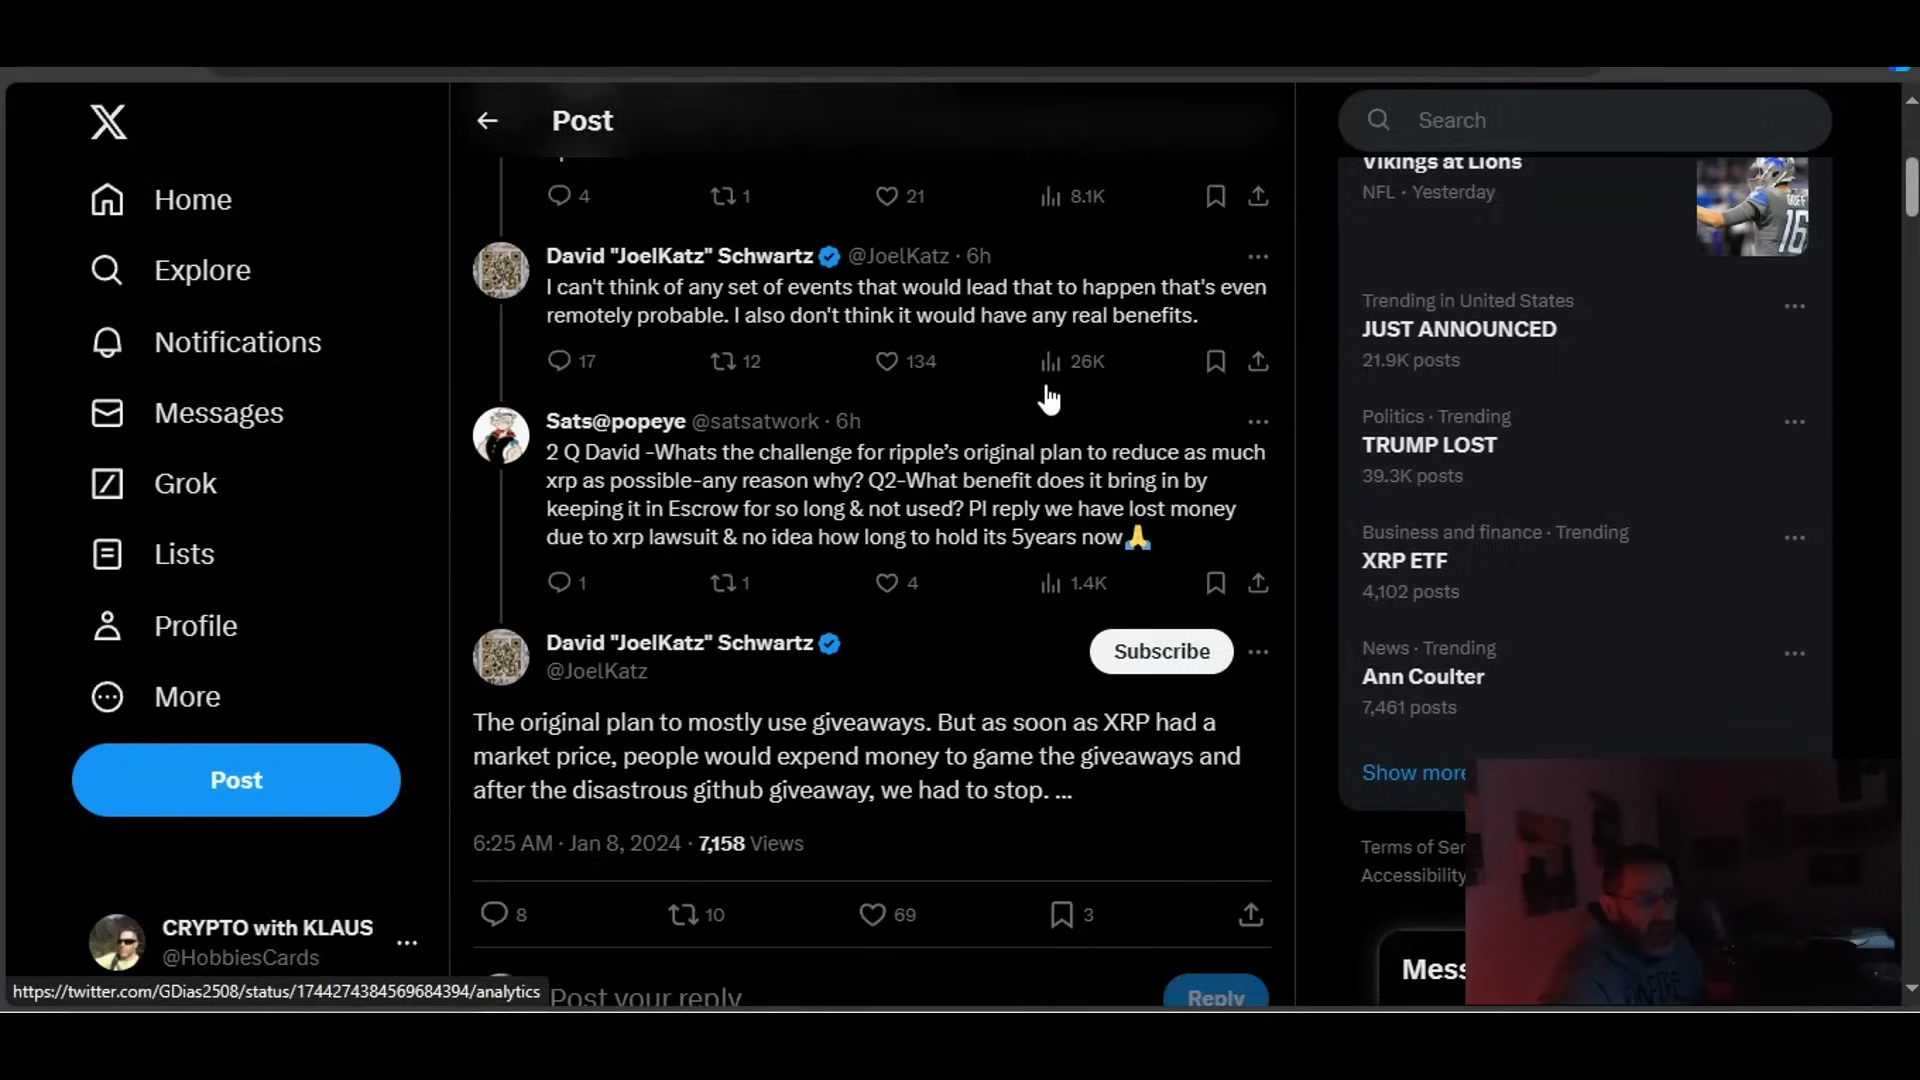 Post
Search
Home
Explore
Notifications
Messages
Grok
Lists
Profile
More
Post
CRYPTO with KLAUS
@HobbiesCards
https://twitter.com/GDias2508/status/1744274384569684394/analytics
4 1 21 8.1K
David "JoelKatz" Schwartz @JoelKatz · 6h
I can't think of any set of events that would lead that to happen that's even
remotely probable. I also don't think it would have any real benefits.
17 12 134 26K
Sats@popeye @satsatwork · 6h
2 Q David -Whats the challenge for ripple’s original plan to reduce as much
xrp as possible-any reason why? Q2-What benefit does it bring in by
keeping it in Escrow for so long & not used? Pl reply we have lost money
due to xrp lawsuit & no idea how long to hold its 5years now🙏
1 1 4 1.4K
David "JoelKatz" Schwartz
@JoelKatz
Subscribe
The original plan to mostly use giveaways. But as soon as XRP had a
market price, people would expend money to game the giveaways and
after the disastrous github giveaway, we had to stop. ...
6:25 AM · Jan 8, 2024 · 7,158 Views
8 10 69 3
Post your reply
Reply
Vikings at Lions
NFL · Yesterday
16
Trending in United States
JUST ANNOUNCED
21.9K posts
Politics · Trending
TRUMP LOST
39.3K posts
Business and finance · Trending
XRP ETF
4,102 posts
News · Trending
Ann Coulter
7,461 posts
Show more
Terms of Ser
Accessibility
Mess